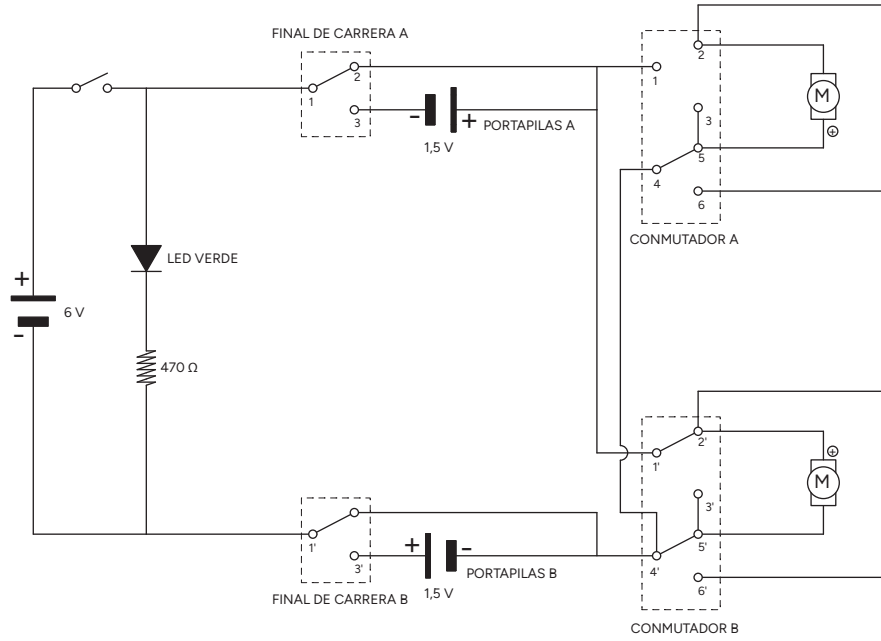 FINAL DE CARRERA A
1
2
3
-
+
PORTAPILAS A
1,5 V
1
2
3
4
5
6
M
+
CONMUTADOR A
LED VERDE
+
6 V
-
470 Ω
1'
3'
+
-
PORTAPILAS B
1,5 V
FINAL DE CARRERA B
1'
2'
3'
4'
5'
6'
+
M
CONMUTADOR B